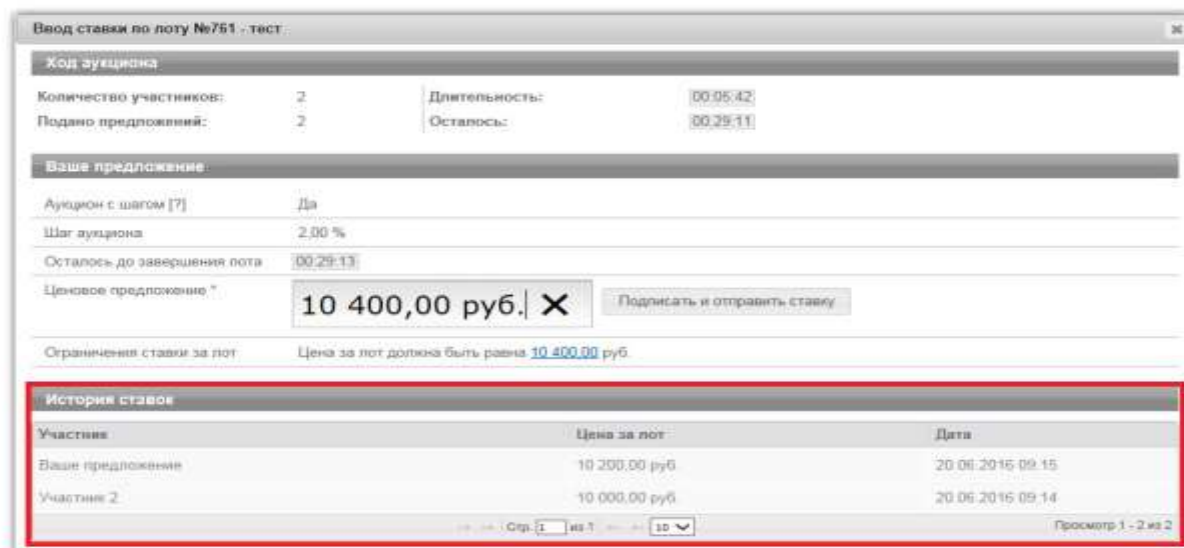 Ввод ставки по лоту №761 - тест
Ход аукциона
Количество участников: 2 Длительность: 00:05:42
Подано предложений: 2 Осталось: 00:29:11
Ваше предложение
Аукцион с шагом [?] Да
Шаг аукциона 2,00 %
Осталось до завершения лота 00:29:13
Ценовое предложение * 10 400,00 руб. Подписать и отправить ставку
Ограничения ставки за лот Цена за лот должна быть равна 10 400,00 руб.
История ставок
Участник Цена за лот Дата
Ваше предложение 10 200,00 руб. 20.06.2016 09:15
Участник 2 10 000,00 руб. 20.06.2016 09:14
Стр. 1 из 1 10 Просмотр 1 - 2 из 2